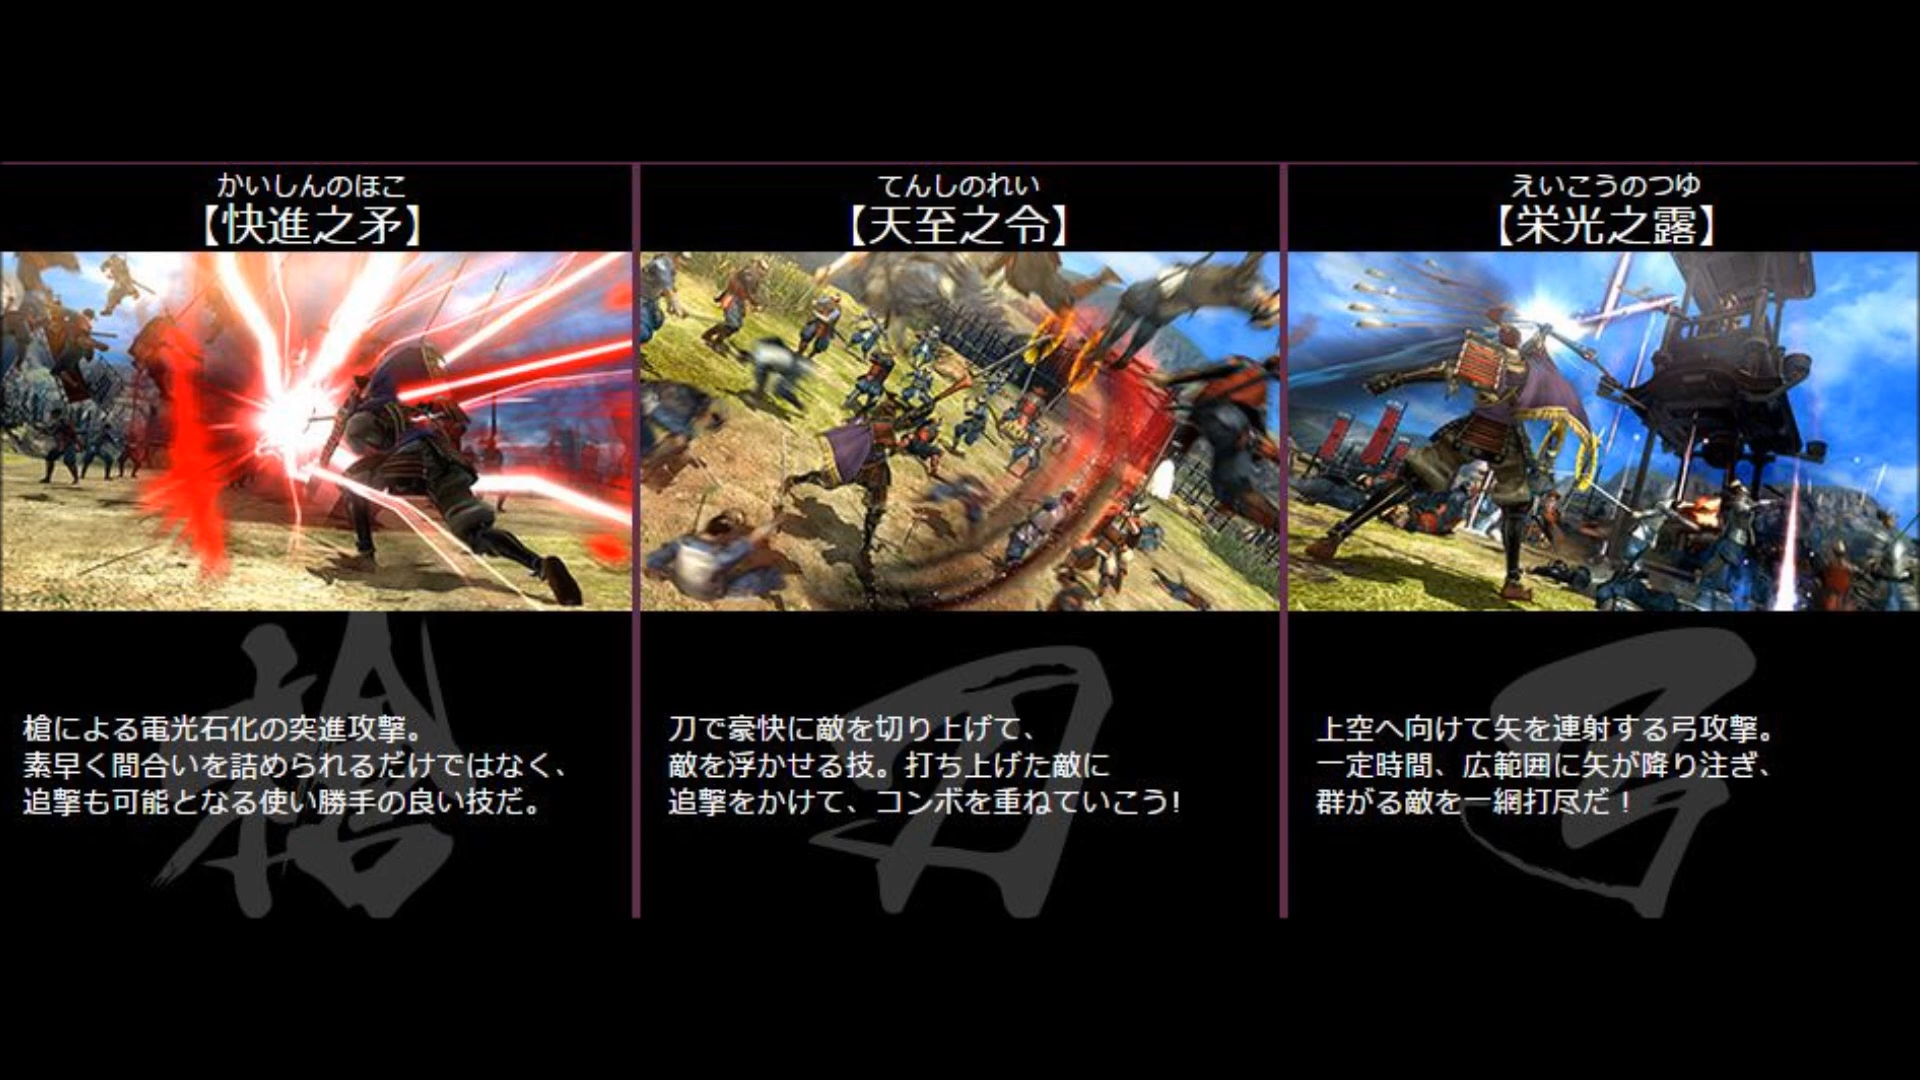 かいしんのほこ
【快進之矛】
槍による電光石化の突進攻撃。
素早く間合いを詰められるだけではなく、
追撃も可能となる使い勝手の良い技だ。
槍
てんしのれい
【天至之令】
刀で豪快に敵を切り上げて、
敵を浮かせる技。打ち上げた敵に
追撃をかけて、コンボを重ねていこう!
刀
えいこうのつゆ
【栄光之露】
上空へ向けて矢を連射する弓攻撃。
一定時間、広範囲に矢が降り注ぎ、
群がる敵を一網打尽だ！
弓